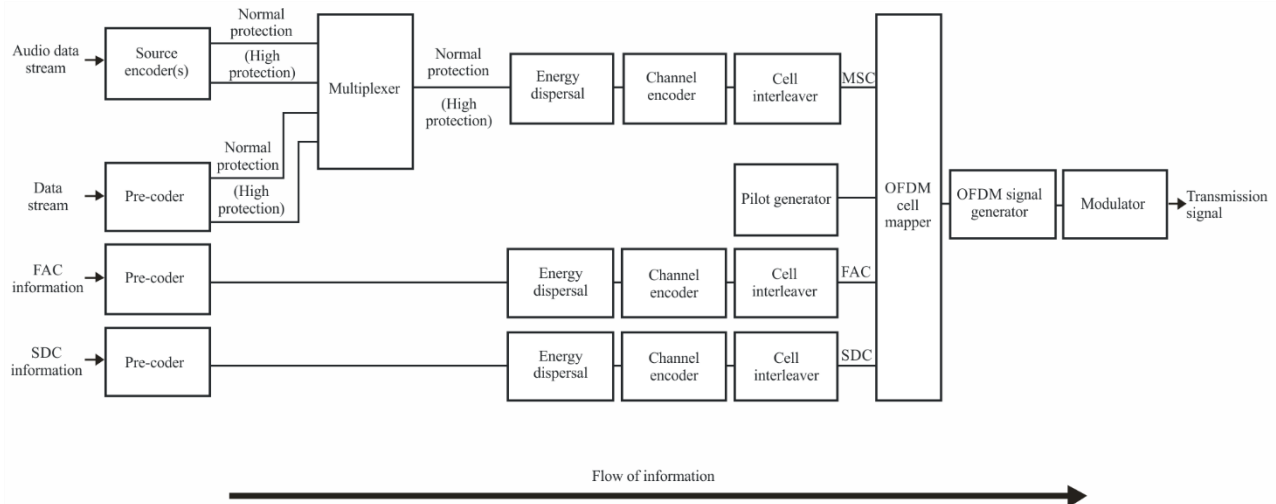 Audio data
stream
Source
encoder(s)
Normal
protection
(High
protection)
Multiplexer
Normal
protection
(High
protection)
Energy
dispersal
Channel
encoder
Cell
interleaver
MSC
Data
stream
Pre-coder
Normal
protection
(High
protection)
Pilot generator
OFDM
cell
mapper
OFDM signal
generator
Modulator
Transmission
signal
FAC
information
Pre-coder
Energy
dispersal
Channel
encoder
Cell
interleaver
FAC
SDC
information
Pre-coder
Energy
dispersal
Channel
encoder
Cell
interleaver
SDC
Flow of information